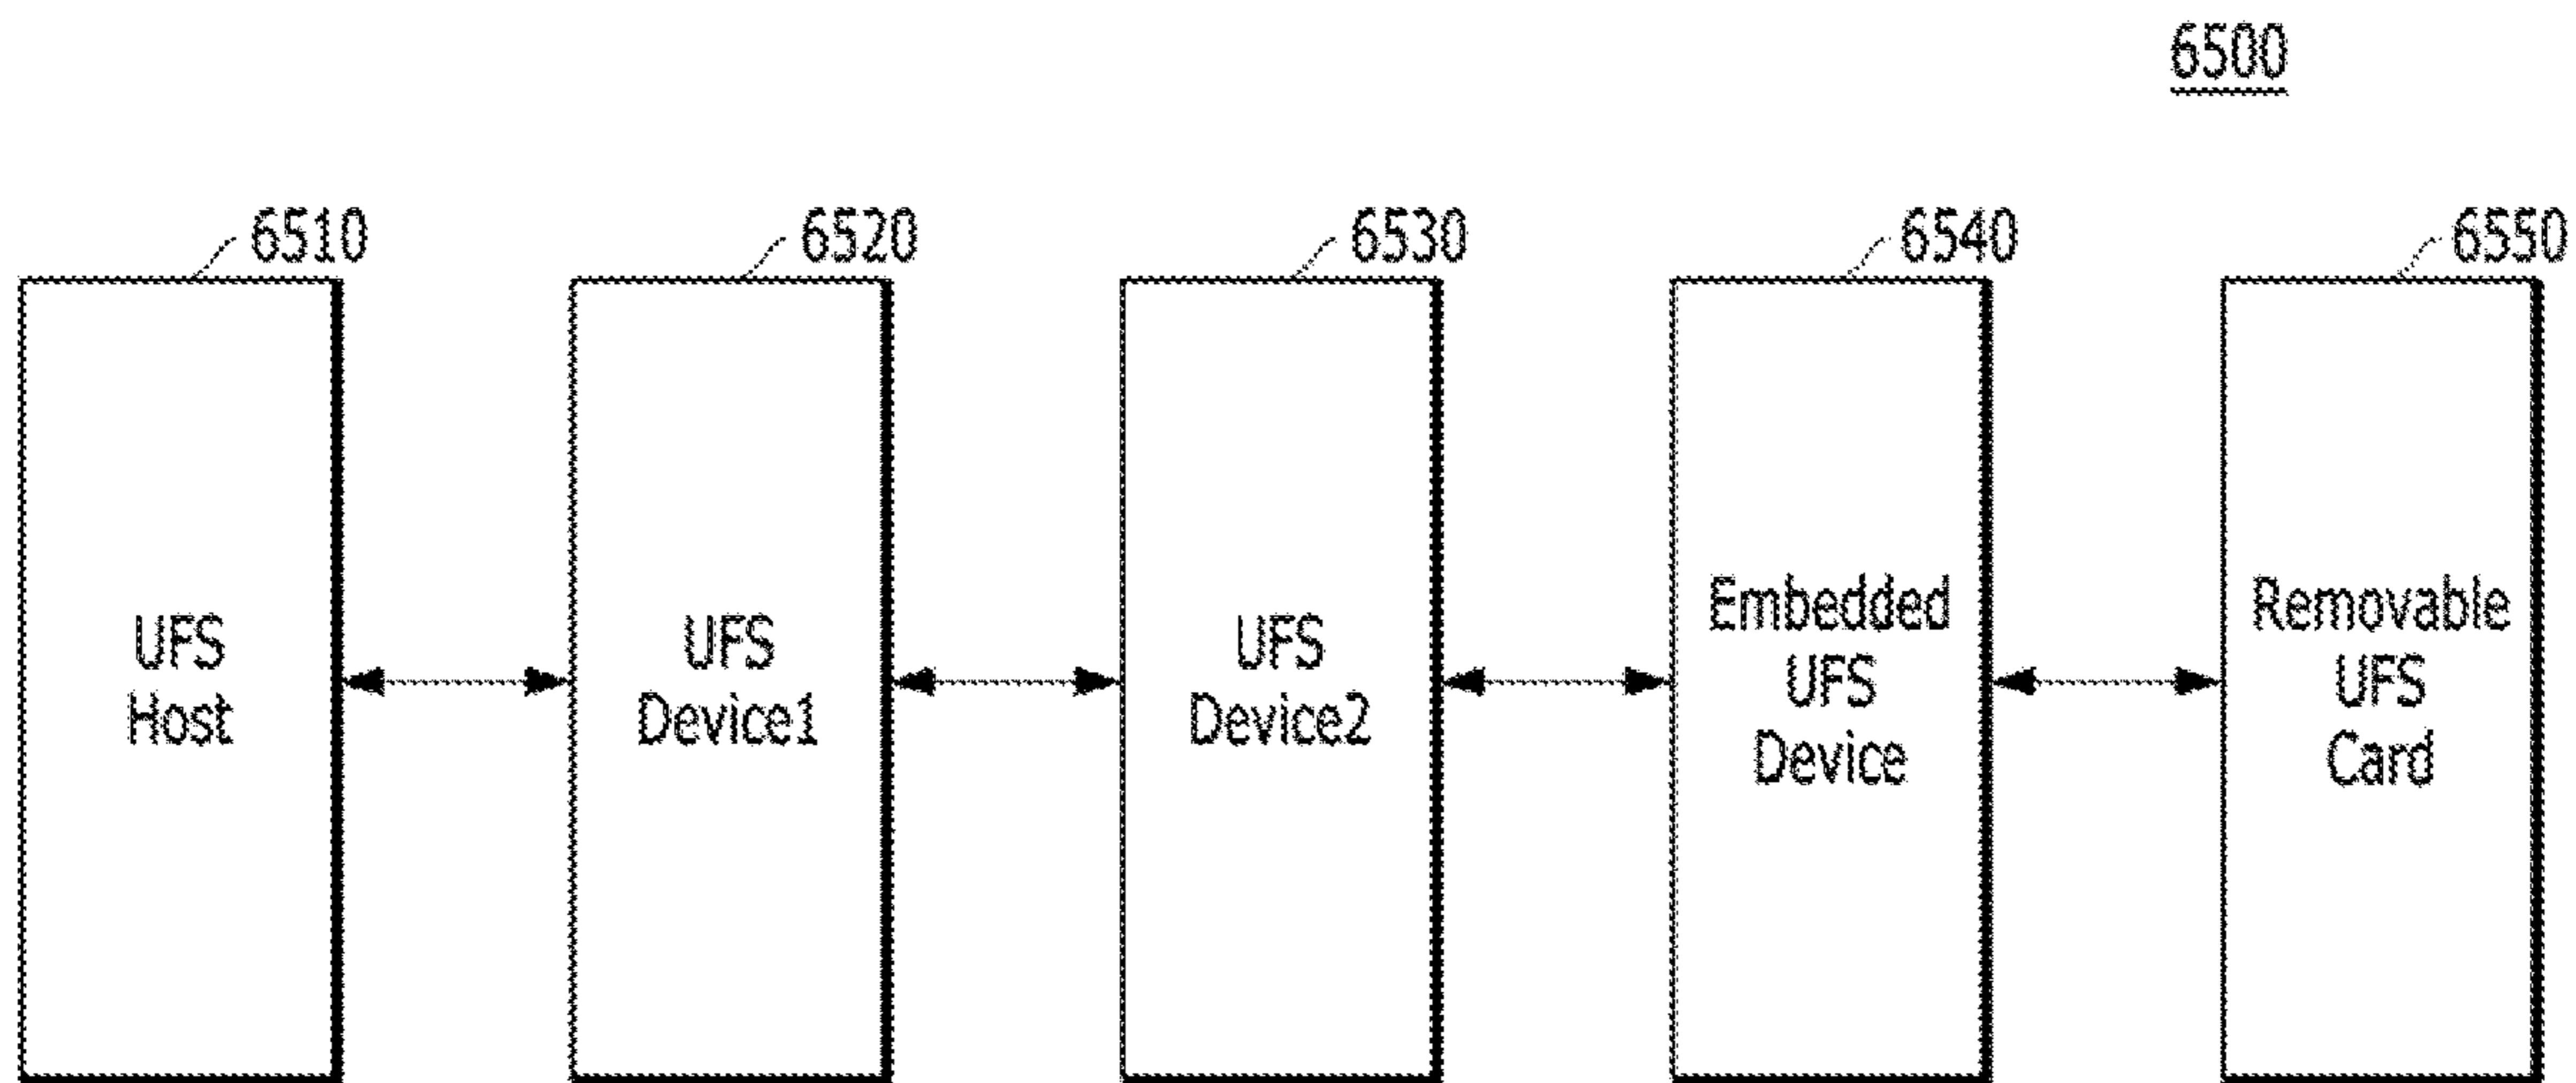 6500
6510
6520
6530
6540
6550
UFS
Host
UFS
Device1
UFS
Device2
Embedded
UFS
Device
Removable
UFS
Card